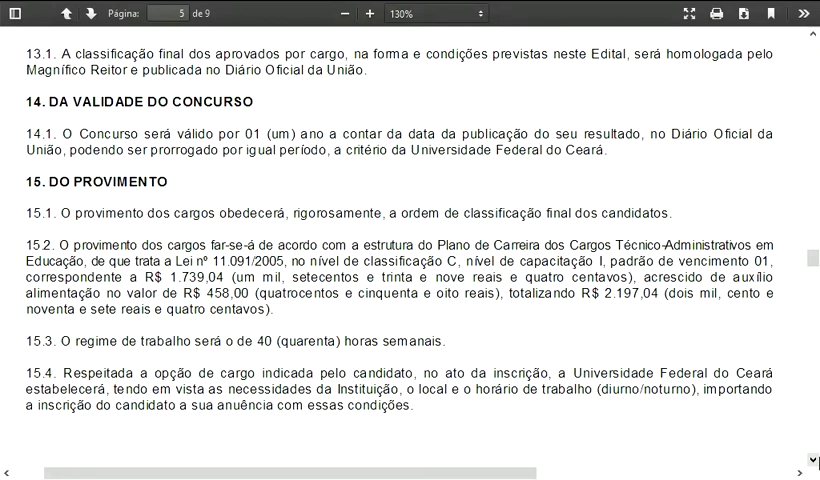 Página: 5 de 9 130%
13.1. A classificação final dos aprovados por cargo, na forma e condições previstas neste Edital, será homologada pelo
Magnífico Reitor e publicada no Diário Oficial da União.
14. DA VALIDADE DO CONCURSO
14.1. O Concurso será válido por 01 (um) ano a contar da data da publicação do seu resultado, no Diário Oficial da
União, podendo ser prorrogado por igual período, a critério da Universidade Federal do Ceará.
15. DO PROVIMENTO
15.1. O provimento dos cargos obedecerá, rigorosamente, a ordem de classificação final dos candidatos.
15.2. O provimento dos cargos far-se-á de acordo com a estrutura do Plano de Carreira dos Cargos Técnico-Administrativos em
Educação, de que trata a Lei nº 11.091/2005, no nível de classificação C, nível de capacitação I, padrão de vencimento 01,
correspondente a R$ 1.739,04 (um mil, setecentos e trinta e nove reais e quatro centavos), acrescido de auxílio
alimentação no valor de R$ 458,00 (quatrocentos e cinquenta e oito reais), totalizando R$ 2.197,04 (dois mil, cento e
noventa e sete reais e quatro centavos).
15.3. O regime de trabalho será o de 40 (quarenta) horas semanais.
15.4. Respeitada a opção de cargo indicada pelo candidato, no ato da inscrição, a Universidade Federal do Ceará
estabelecerá, tendo em vista as necessidades da Instituição, o local e o horário de trabalho (diurno/noturno), importando
a inscrição do candidato a sua anuência com essas condições.